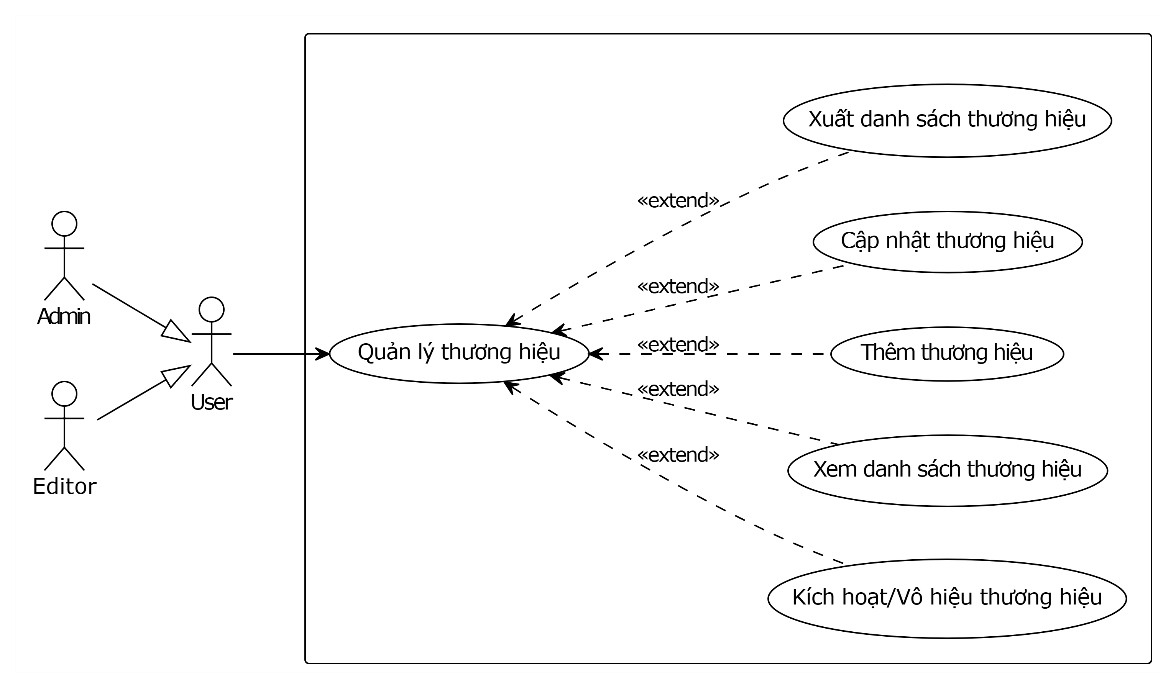 Xuất danh sách thương hiệu
«extend»
Cập nhật thương hiệu
«extend»
Admin
Quản lý thương hiệu
«extend»
Thêm thương hiệu
User
«extend»
Xem danh sách thương hiệu
«extend»
Editor
Kích hoạt/Vô hiệu thương hiệu